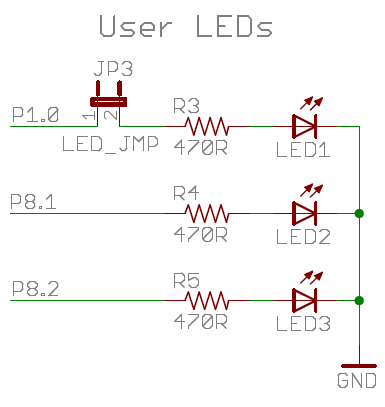 User LEDs
JP3
1 2
P1.0
LED_JMP
R3
470R
LED1
P8.1
R4
470R
LED2
P8.2
R5
470R
LED3
GND